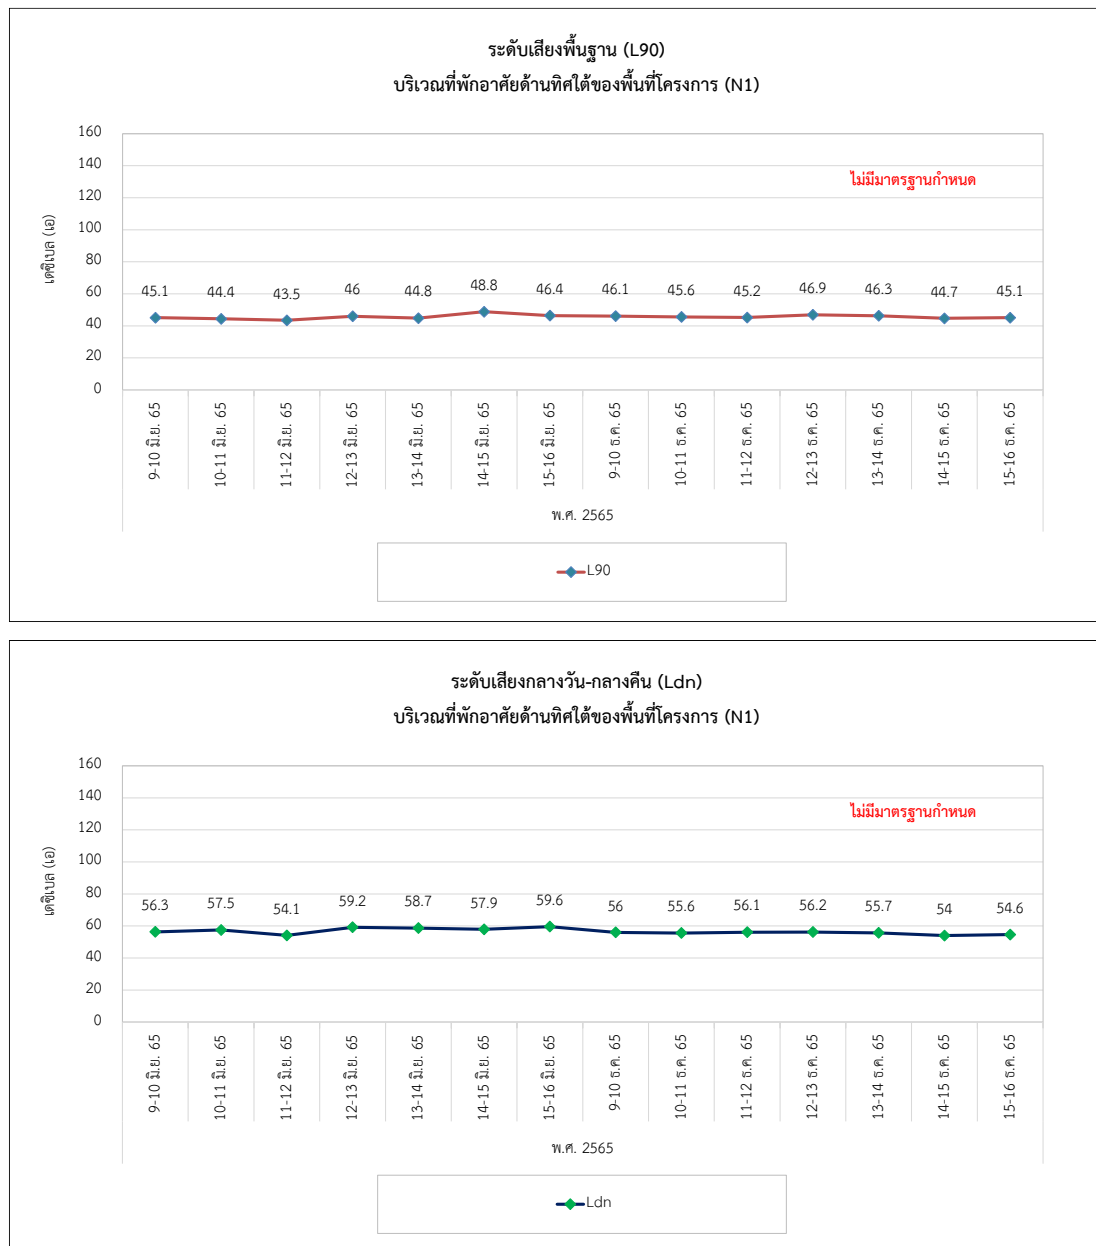 ระดับเสียงพื้นฐาน (L90)
บริเวณที่พักอาศัยด้านทิศใต้ของพื้นที่โครงการ (N1)
160
140
ไม่มีมาตรฐานกำหนด
120
100
80
60
40
20
0
เดซิเบล (เอ)
45.1 44.4 43.5 46 44.8 48.8 46.4 46.1 45.6 45.2 46.9 46.3 44.7 45.1
9-10 มิ.ย. 65
10-11 มิ.ย. 65
11-12 มิ.ย. 65
12-13 มิ.ย. 65
13-14 มิ.ย. 65
14-15 มิ.ย. 65
15-16 มิ.ย. 65
9-10 ธ.ค. 65
10-11 ธ.ค. 65
11-12 ธ.ค. 65
12-13 ธ.ค. 65
13-14 ธ.ค. 65
14-15 ธ.ค. 65
15-16 ธ.ค. 65
พ.ศ. 2565
L90
ระดับเสียงกลางวัน-กลางคืน (Ldn)
บริเวณที่พักอาศัยด้านทิศใต้ของพื้นที่โครงการ (N1)
160
140
ไม่มีมาตรฐานกำหนด
120
100
80
60
40
20
0
เดซิเบล (เอ)
56.3 57.5 54.1 59.2 58.7 57.9 59.6 56 55.6 56.1 56.2 55.7 54 54.6
9-10 มิ.ย. 65
10-11 มิ.ย. 65
11-12 มิ.ย. 65
12-13 มิ.ย. 65
13-14 มิ.ย. 65
14-15 มิ.ย. 65
15-16 มิ.ย. 65
9-10 ธ.ค. 65
10-11 ธ.ค. 65
11-12 ธ.ค. 65
12-13 ธ.ค. 65
13-14 ธ.ค. 65
14-15 ธ.ค. 65
15-16 ธ.ค. 65
พ.ศ. 2565
Ldn